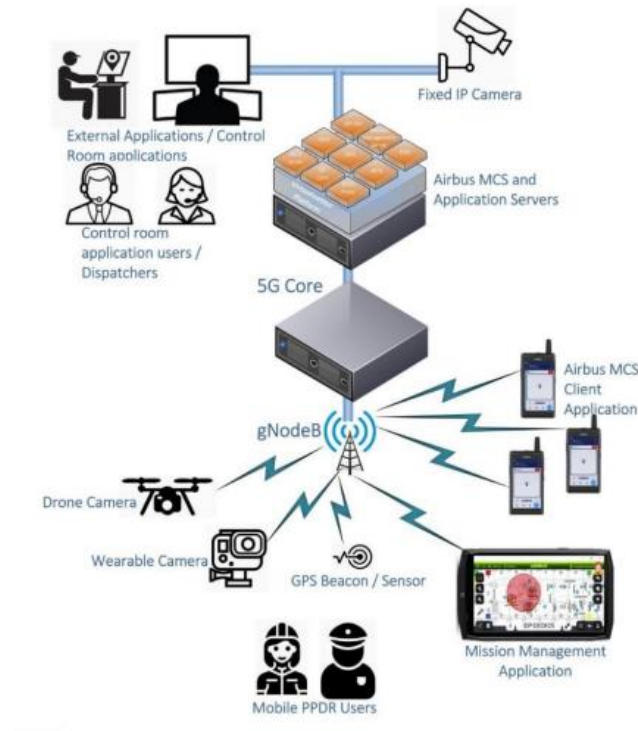 Fixed IP Camera
External Applications / Control
Room applications
Airbus MCS and
Application Servers
Control room
application users /
Dispatchers
5G Core
Airbus MCS
Client
Application
gNodeB
Drone Camera
Wearable Camera
GPS Beacon / Sensor
Mission Management
Application
Mobile PPDR Users